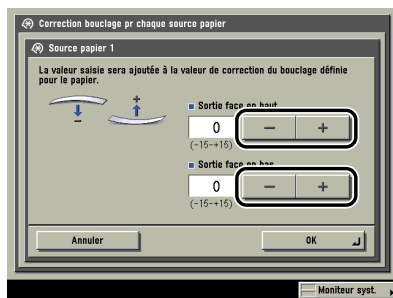 Correction bouclage pr chaque source papier
Source papier 1
La valeur saisie sera ajoutée à la valeur de correction du bouclage définie
pour le papier.
+
−
Sortie face en haut
0 − +
(-15-+15)
Sortie face en bas
0 − +
(-15-+15)
Annuler OK
Moniteur syst.